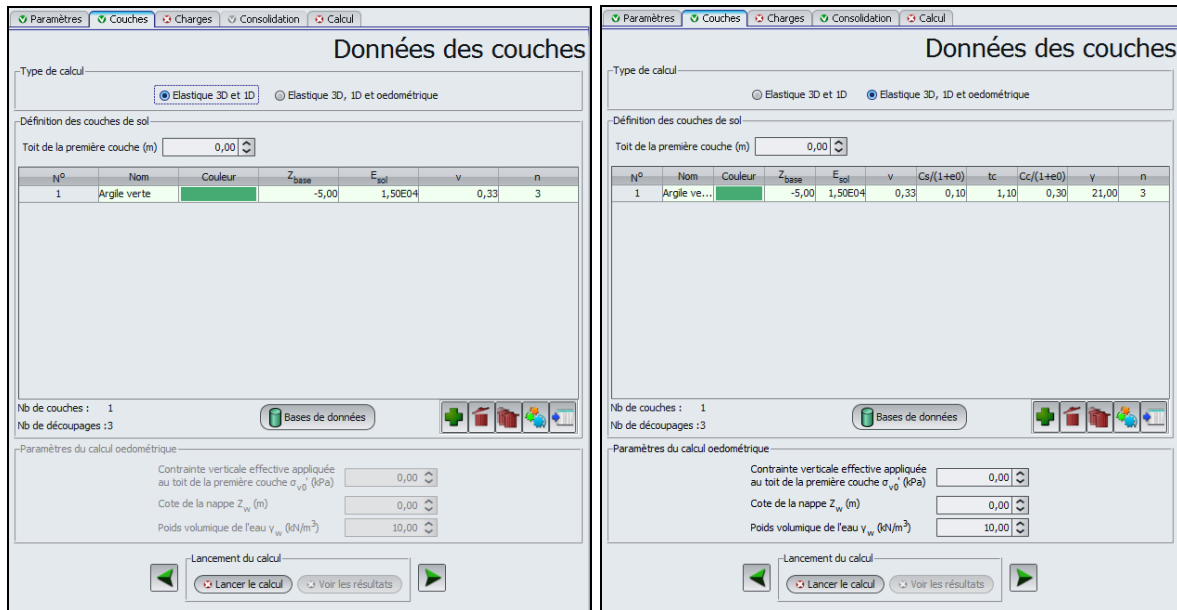 Paramètres Couches Charges Consolidation Calcul
Données des couches
Type de calcul
Elastique 3D et 1D Elastique 3D, 1D et oedométrique
Définition des couches de sol
Toit de la première couche (m) 0,00
N° Nom Couleur Zbase Esol ν n
1 Argile verte -5,00 1,50E04 0,33 3
Nb de couches : 1
Bases de données
Nb de découpages :3
Paramètres du calcul oedométrique
Contrainte verticale effective appliquée
au toit de la première couche σv0' (kPa) 0,00
Cote de la nappe Zw (m) 0,00
Poids volumique de l'eau γw (kN/m3) 10,00
Lancement du calcul
Lancer le calcul Voir les résultats
Paramètres Couches Charges Consolidation Calcul
Données des couches
Type de calcul
Elastique 3D et 1D Elastique 3D, 1D et oedométrique
Définition des couches de sol
Toit de la première couche (m) 0,00
N° Nom Couleur Zbase Esol ν Cs/(1+e0) tc Cc/(1+e0) γ n
1 Argile ve... -5,00 1,50E04 0,33 0,10 1,10 0,30 21,00 3
Nb de couches : 1
Bases de données
Nb de découpages :3
Paramètres du calcul oedométrique
Contrainte verticale effective appliquée
au toit de la première couche σv0' (kPa) 0,00
Cote de la nappe Zw (m) 0,00
Poids volumique de l'eau γw (kN/m3) 10,00
Lancement du calcul
Lancer le calcul Voir les résultats